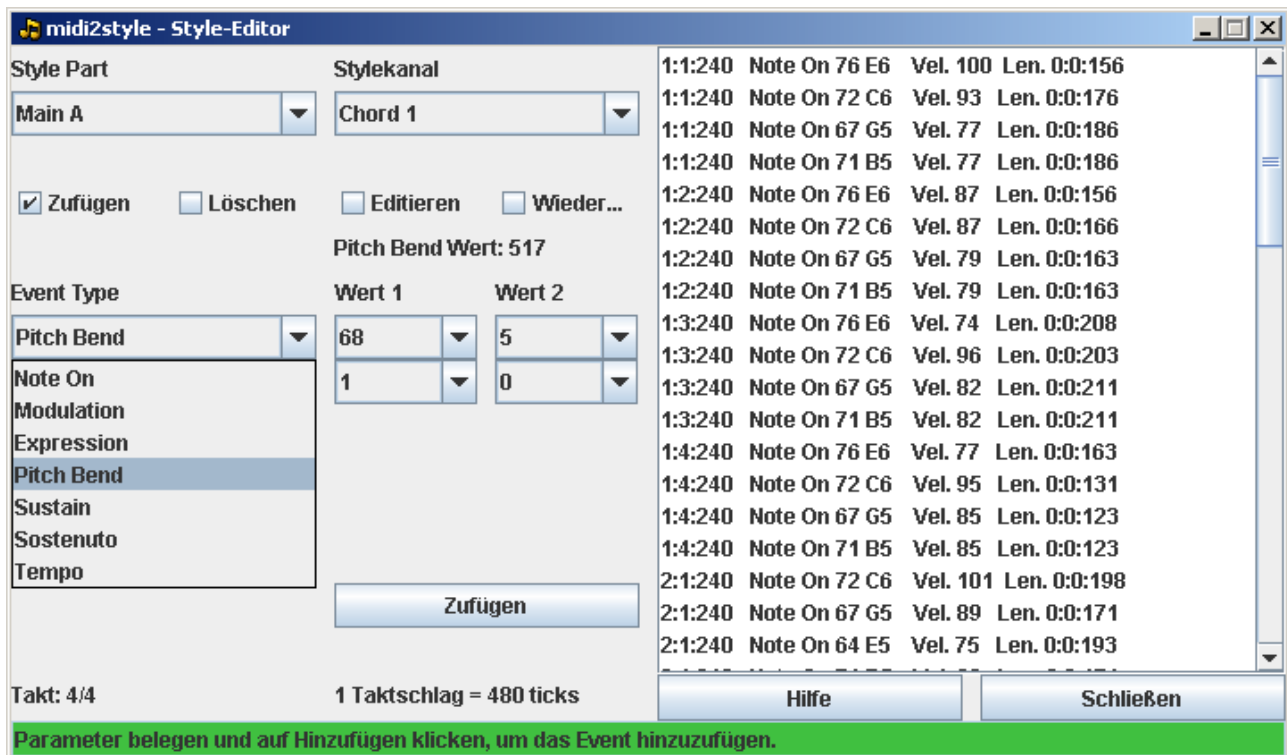 midi2style - Style-Editor
Style Part
Stylekanal
Main A
Chord 1
Zufügen
Löschen
Editieren
Wieder...
Pitch Bend Wert: 517
Event Type
Wert 1
Wert 2
Pitch Bend
68
5
1
0
Note On
Modulation
Expression
Pitch Bend
Sustain
Sostenuto
Tempo
Zufügen
Takt: 4/4
1 Taktschlag = 480 ticks
1:1:240 Note On 76 E6 Vel. 100 Len. 0:0:156
1:1:240 Note On 72 C6 Vel. 93 Len. 0:0:176
1:1:240 Note On 67 G5 Vel. 77 Len. 0:0:186
1:1:240 Note On 71 B5 Vel. 77 Len. 0:0:186
1:2:240 Note On 76 E6 Vel. 87 Len. 0:0:156
1:2:240 Note On 72 C6 Vel. 87 Len. 0:0:166
1:2:240 Note On 67 G5 Vel. 79 Len. 0:0:163
1:2:240 Note On 71 B5 Vel. 79 Len. 0:0:163
1:3:240 Note On 76 E6 Vel. 74 Len. 0:0:208
1:3:240 Note On 72 C6 Vel. 96 Len. 0:0:203
1:3:240 Note On 67 G5 Vel. 82 Len. 0:0:211
1:3:240 Note On 71 B5 Vel. 82 Len. 0:0:211
1:4:240 Note On 76 E6 Vel. 77 Len. 0:0:163
1:4:240 Note On 72 C6 Vel. 95 Len. 0:0:131
1:4:240 Note On 67 G5 Vel. 85 Len. 0:0:123
1:4:240 Note On 71 B5 Vel. 85 Len. 0:0:123
2:1:240 Note On 72 C6 Vel. 101 Len. 0:0:198
2:1:240 Note On 67 G5 Vel. 89 Len. 0:0:171
2:1:240 Note On 64 E5 Vel. 75 Len. 0:0:193
Hilfe
Schließen
Parameter belegen und auf Hinzufügen klicken, um das Event hinzuzufügen.